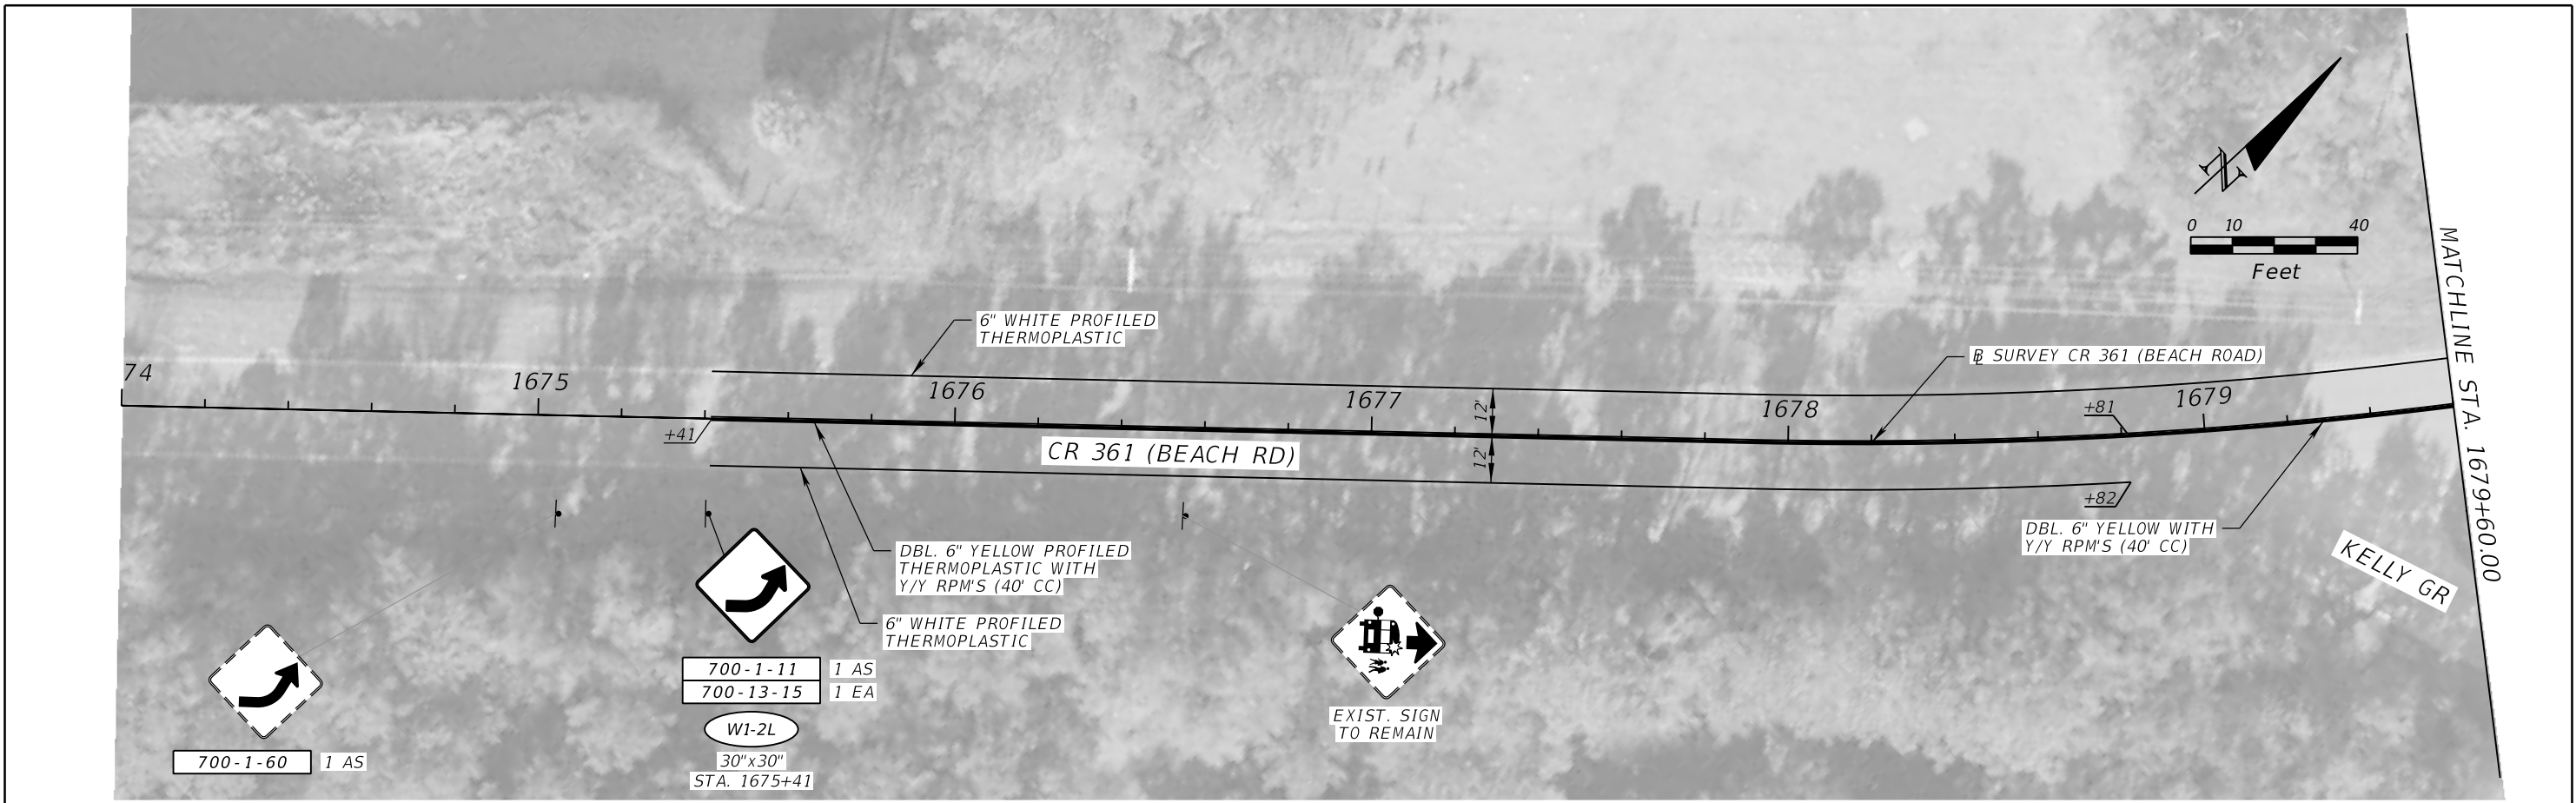 N
0 10 40
Feet
MATCHLINE STA. 1679+60.00
6" WHITE PROFILED
THERMOPLASTIC
℄ SURVEY CR 361 (BEACH ROAD)
74
1675
1676
1677
1678
1679
+41
12'
12'
+81
+82
CR 361 (BEACH RD)
DBL. 6" YELLOW WITH
Y/Y RPM'S (40' CC)
KELLY GR
DBL. 6" YELLOW PROFILED
THERMOPLASTIC WITH
Y/Y RPM'S (40' CC)
6" WHITE PROFILED
THERMOPLASTIC
700-1-60 1 AS
700-1-11 1 AS
700-13-15 1 EA
W1-2L
30"x30"
STA. 1675+41
EXIST. SIGN
TO REMAIN